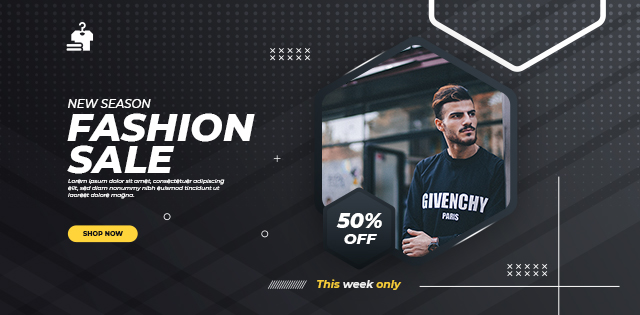 NEW SEASON
FASHION
SALE
Lorem ipsum dolor sit amet, consectetuer adipiscing
elit, sed diam nonummy nibh euismod tincidunt ut
laoreet dolore magna.
SHOP NOW
GIVENCHY
PARIS
50%
OFF
This week only